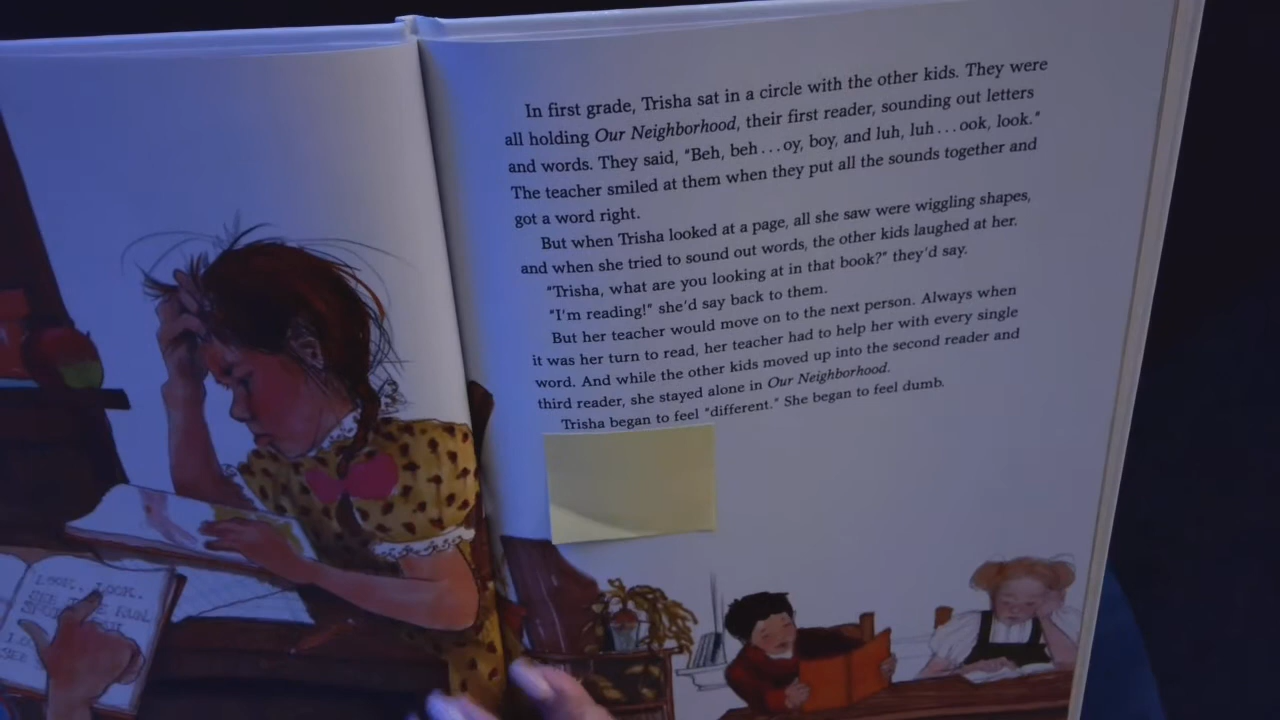 In first grade, Trisha sat in a circle with the other kids. They were
all holding Our Neighborhood, their first reader, sounding out letters
and words. They said, "Beh, beh . . . oy, boy, and luh, luh . . . ook, look."
The teacher smiled at them when they put all the sounds together and
got a word right.
But when Trisha looked at a page, all she saw were wiggling shapes,
and when she tried to sound out words, the other kids laughed at her.
"Trisha, what are you looking at in that book?" they'd say.
"I'm reading!" she'd say back to them.
But her teacher would move on to the next person. Always when
it was her turn to read, her teacher had to help her with every single
word. And while the other kids moved up into the second reader and
third reader, she stayed alone in Our Neighborhood.
Trisha began to feel "different." She began to feel dumb.
LOOK, LOOK.
SEE
RUN.
SEE